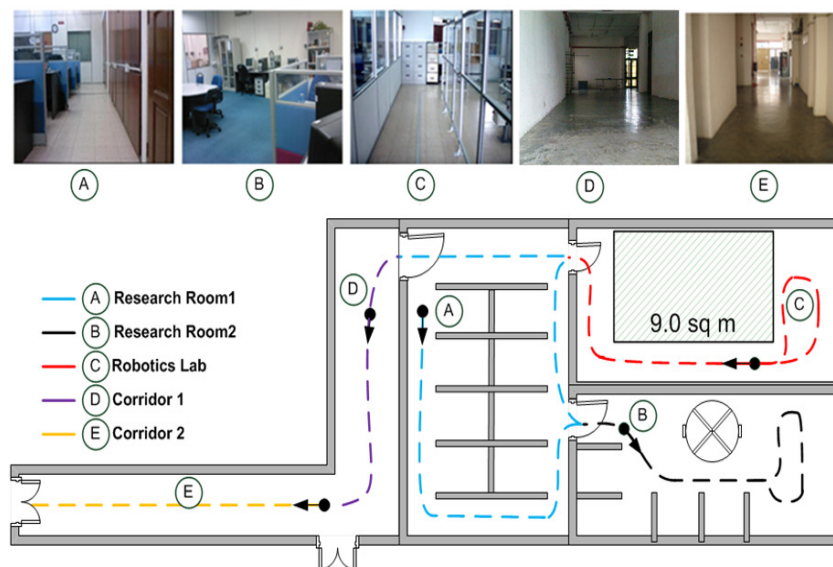 A
B
C
D
E
A Research Room1
B Research Room2
C Robotics Lab
D Corridor 1
E Corridor 2
D
A
9.0 sq m
C
B
E